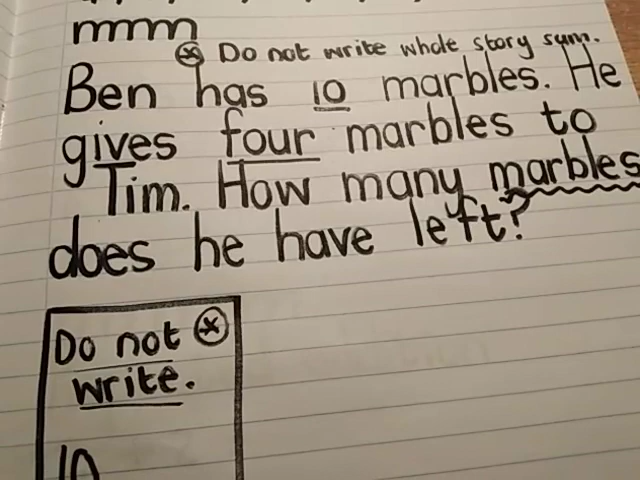 ⊛ Do not write whole story sum.
Ben has 10 marbles. He
gives four marbles to
Tim. How many marbles
does he have left?
Do not ⊛
write.
10